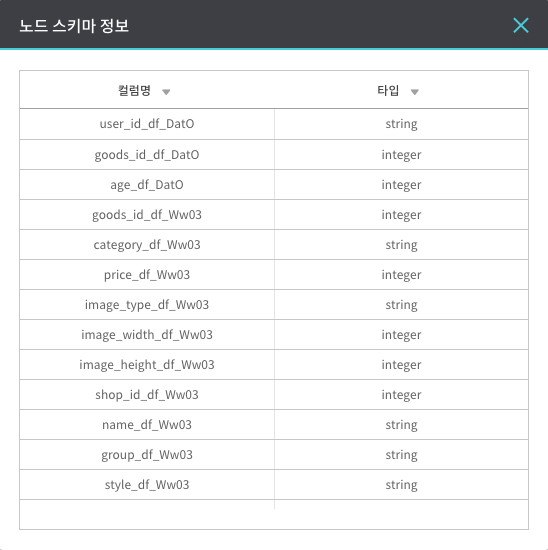 노드 스키마 정보
컬럼명 타입
user_id_df_DatO string
goods_id_df_DatO integer
age_df_DatO integer
goods_id_df_Ww03 integer
category_df_Ww03 string
price_df_Ww03 integer
image_type_df_Ww03 string
image_width_df_Ww03 integer
image_height_df_Ww03 integer
shop_id_df_Ww03 integer
name_df_Ww03 string
group_df_Ww03 string
style_df_Ww03 string